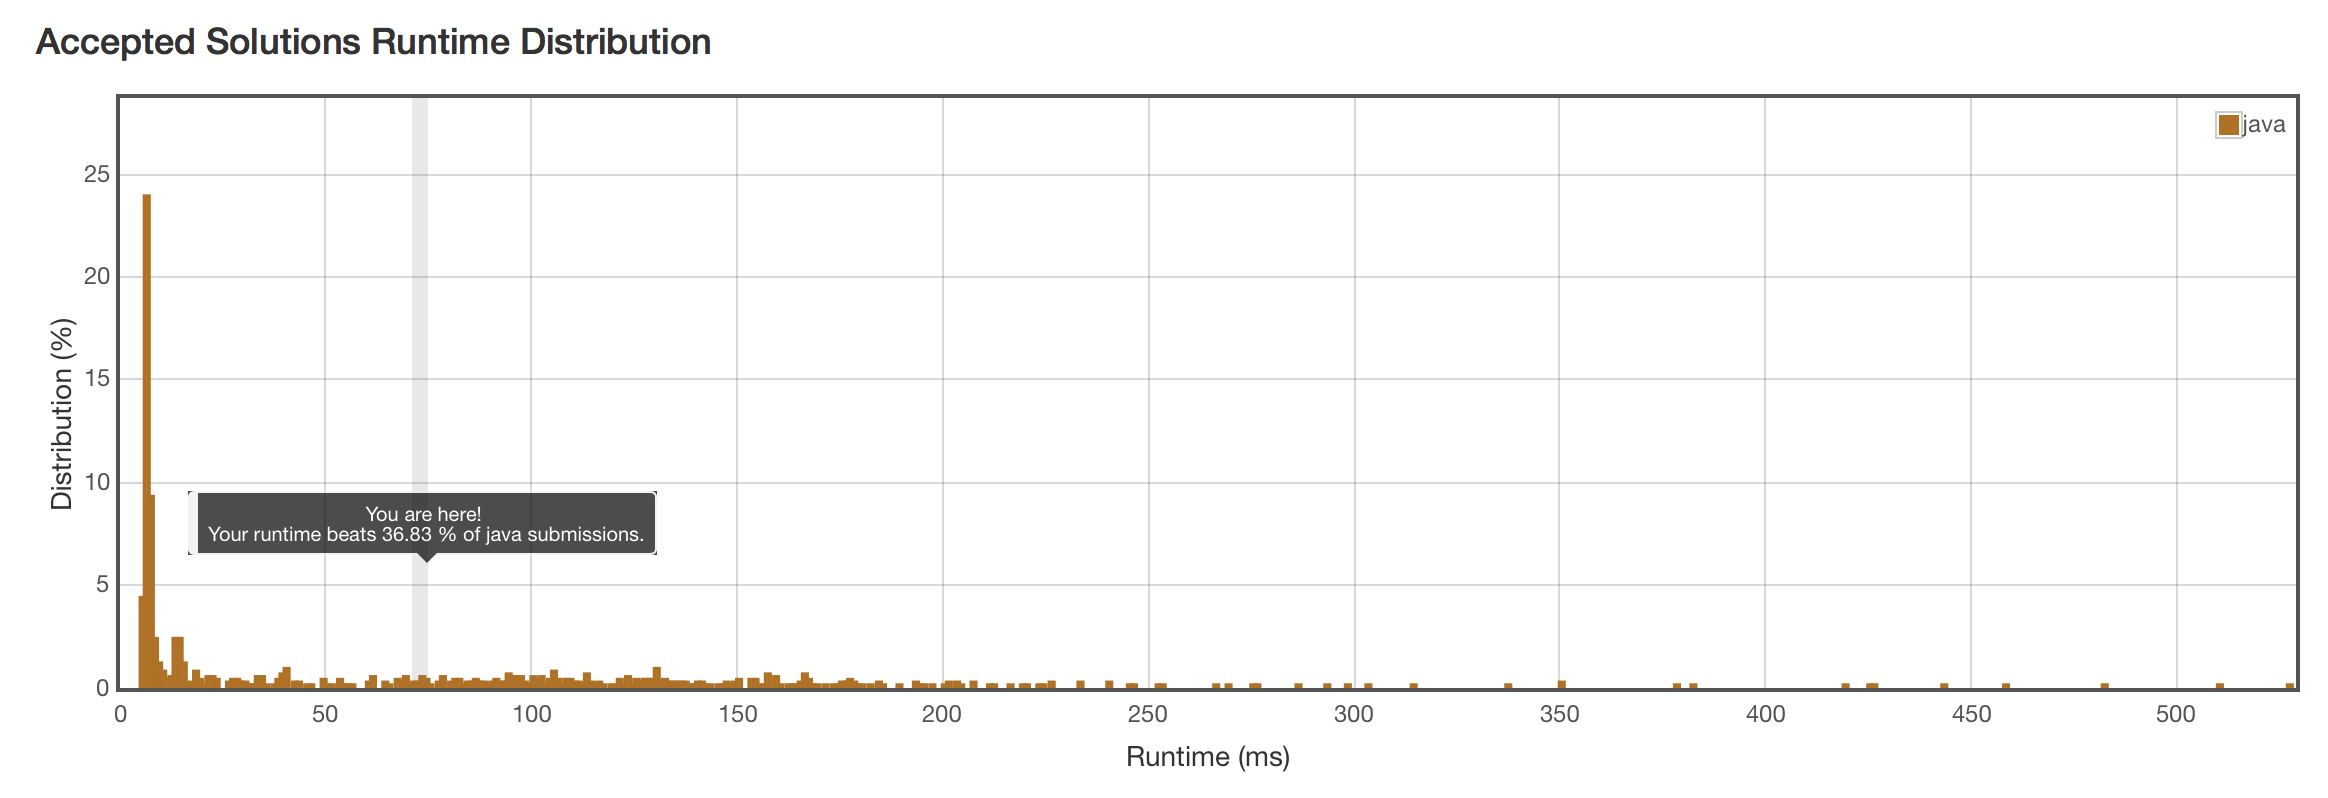 Accepted Solutions Runtime Distribution
java
25
20
15
10
5
0
Distribution (%)
You are here!
Your runtime beats 36.83 % of java submissions.
0 50 100 150 200 250 300 350 400 450 500
Runtime (ms)